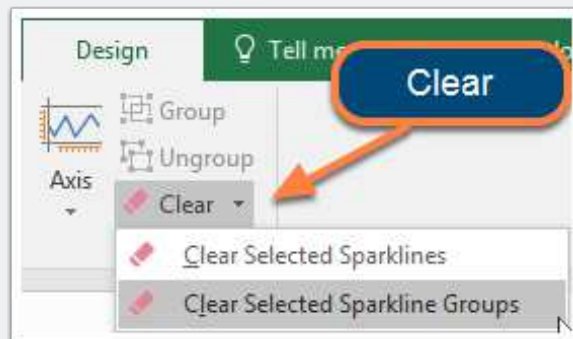 Design
Tell me
Clear
Group
Ungroup
Axis
Clear
Clear Selected Sparklines
Clear Selected Sparkline Groups